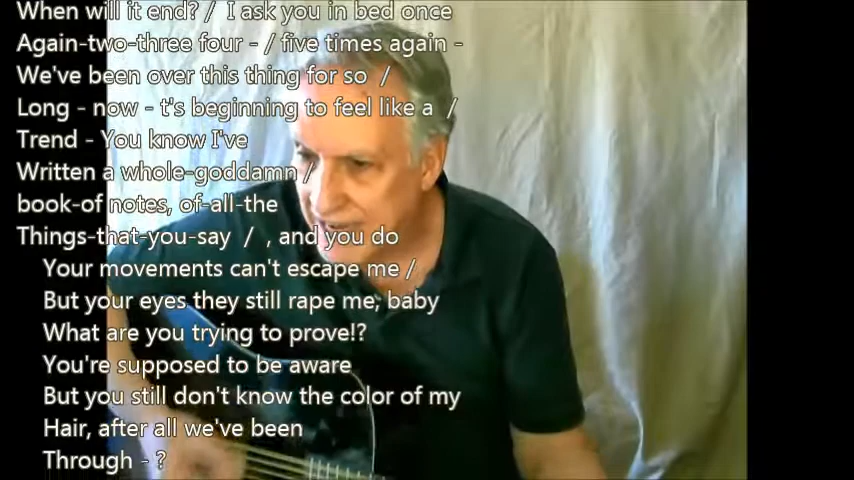 When will it end? / I ask you in bed once
Again-two-three four - / five times again -
We've been over this thing for so /
Long - now - t's beginning to feel like a /
Trend - You know I've
Written a whole-goddamn /
book-of notes, of-all-the
Things-that-you-say / , and you do
Your movements can't escape me /
But your eyes they still rape me, baby
What are you trying to prove!?
You're supposed to be aware
But you still don't know the color of my
Hair, after all we've been
Through - ?